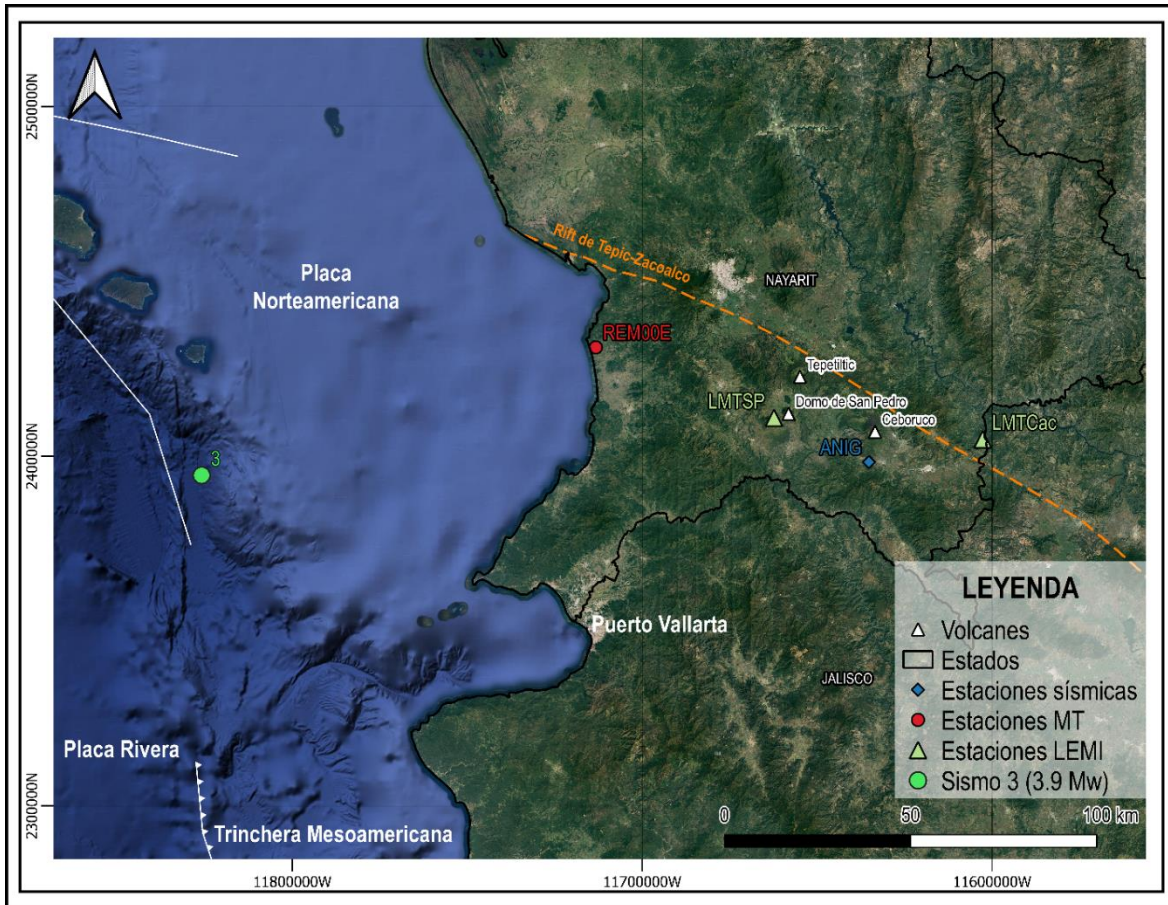 2500000N
2400000N
2300000N
11800000W
11700000W
11600000W
Placa
Norteamericana
Rift de Tepic-Zacoalco
NAYARIT
REM00E
Tepetiltic
LMTSP
Domo de San Pedro
Ceboruco
LMTCac
ANIG
3
Puerto Vallarta
JALISCO
Placa Rivera
Trinchera Mesoamericana
LEYENDA
Volcanes
Estados
Estaciones sísmicas
Estaciones MT
Estaciones LEMI
Sismo 3 (3.9 Mw)
0 50 100 km